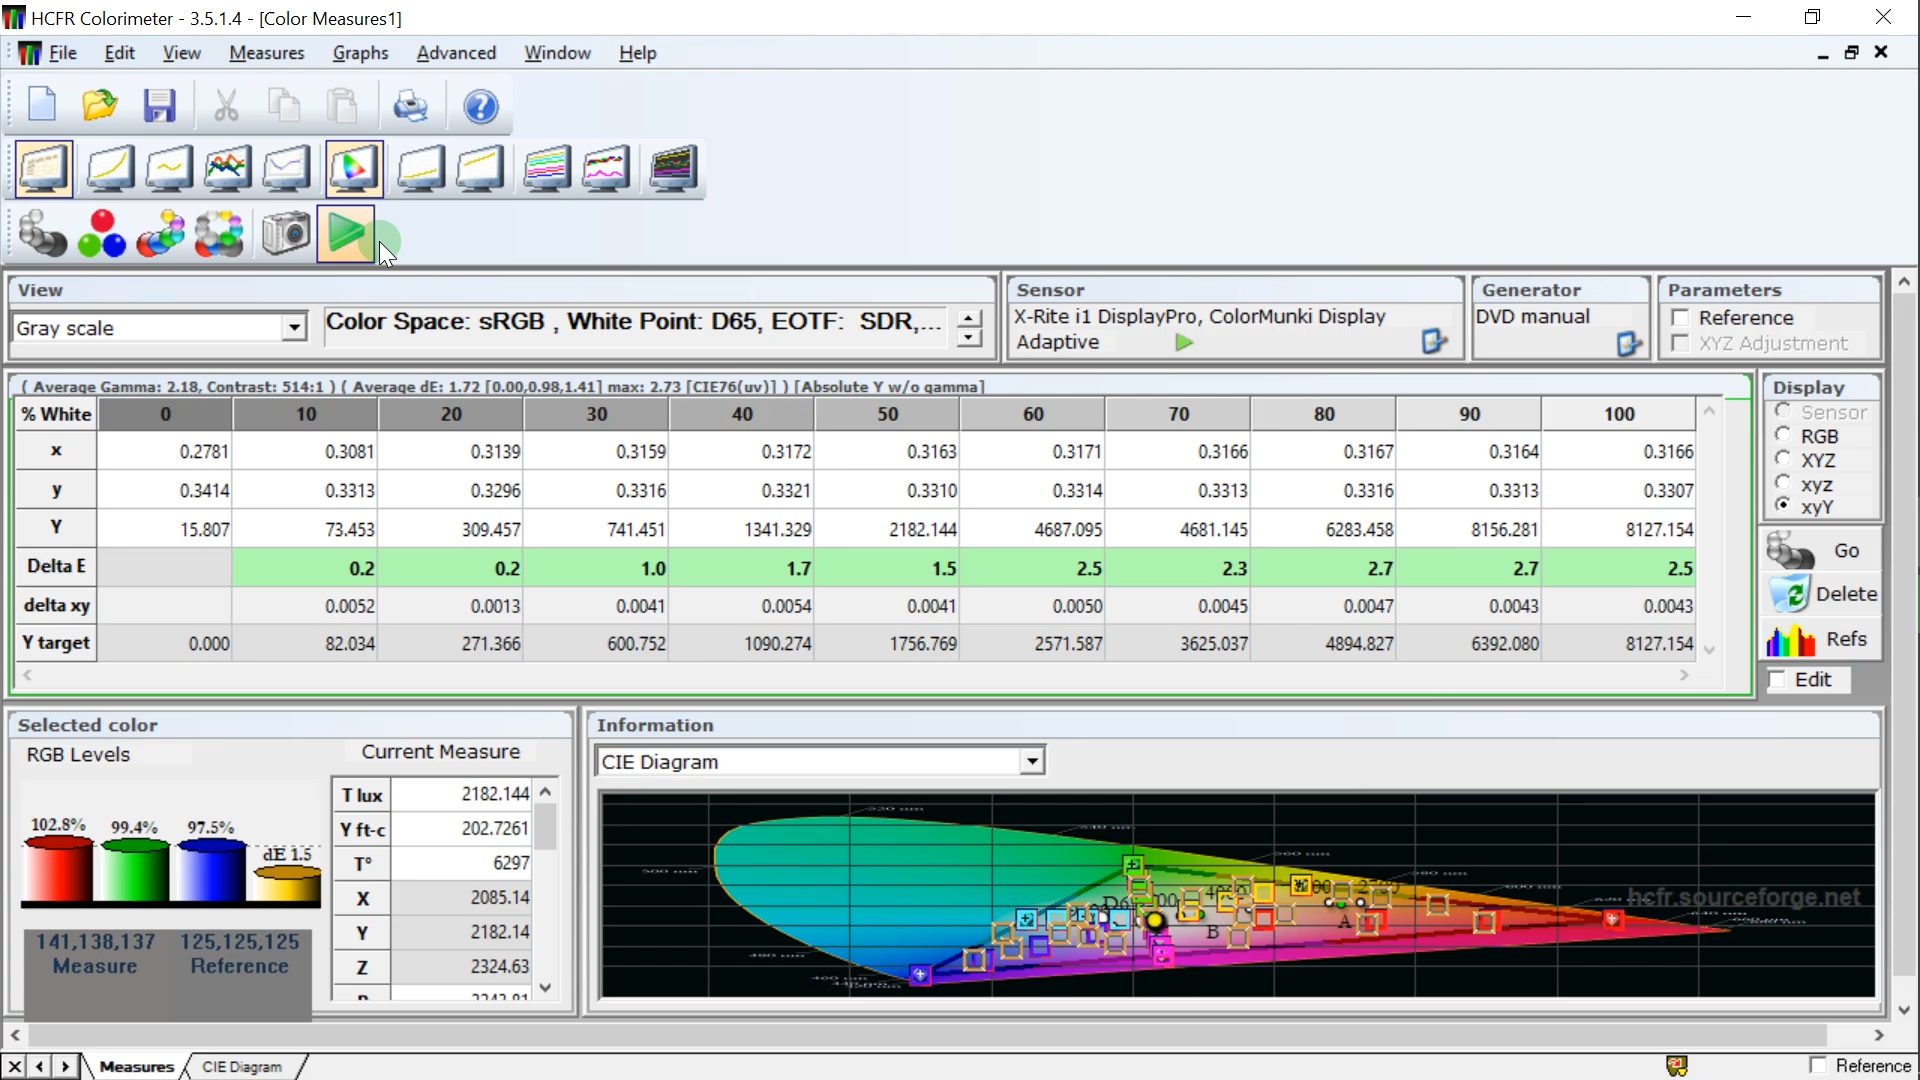 HCFR Colorimeter - 3.5.1.4 - [Color Measures1]
File Edit View Measures Graphs Advanced Window Help
View
Gray scale
Color Space: sRGB , White Point: D65, EOTF: SDR,...
Sensor
X-Rite i1 DisplayPro, ColorMunki Display
Adaptive
Generator
DVD manual
Parameters
Reference
XYZ Adjustment
( Average Gamma: 2.18, Contrast: 514:1 ) ( Average dE: 1.72 [0.00,0.98,1.41] max: 2.73 [CIE76(uv)] ) [Absolute Y w/o gamma]
% White 0 10 20 30 40 50 60 70 80 90 100
x 0.2781 0.3081 0.3139 0.3159 0.3172 0.3163 0.3171 0.3166 0.3167 0.3164 0.3166
y 0.3414 0.3313 0.3296 0.3316 0.3321 0.3310 0.3314 0.3313 0.3316 0.3313 0.3307
Y 15.807 73.453 309.457 741.451 1341.329 2182.144 4687.095 4681.145 6283.458 8156.281 8127.154
Delta E 0.2 0.2 1.0 1.7 1.5 2.5 2.3 2.7 2.7 2.5
delta xy 0.0052 0.0013 0.0041 0.0054 0.0041 0.0050 0.0045 0.0047 0.0043 0.0043
Y target 0.000 82.034 271.366 600.752 1090.274 1756.769 2571.587 3625.037 4894.827 6392.080 8127.154
Display
Sensor
RGB
XYZ
xyz
xyY
Go
Delete
Refs
Edit
Selected color
RGB Levels
102.8% 99.4% 97.5%
dE 1.5
141,138,137
Measure
125,125,125
Reference
Current Measure
T lux 2182.144
Y ft-c 202.7261
T° 6297
X 2085.14
Y 2182.14
Z 2324.63
Information
CIE Diagram
hcfr.sourceforge.net
A
B
Measures
CIE Diagram
Reference